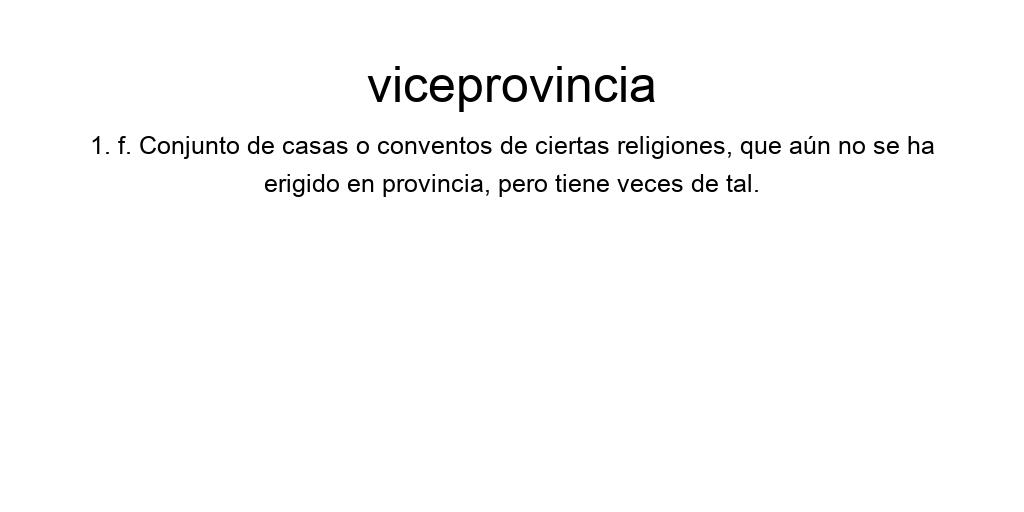 viceprovincia
1. f. Conjunto de casas o conventos de ciertas religiones, que aún no se ha
erigido en provincia, pero tiene veces de tal.